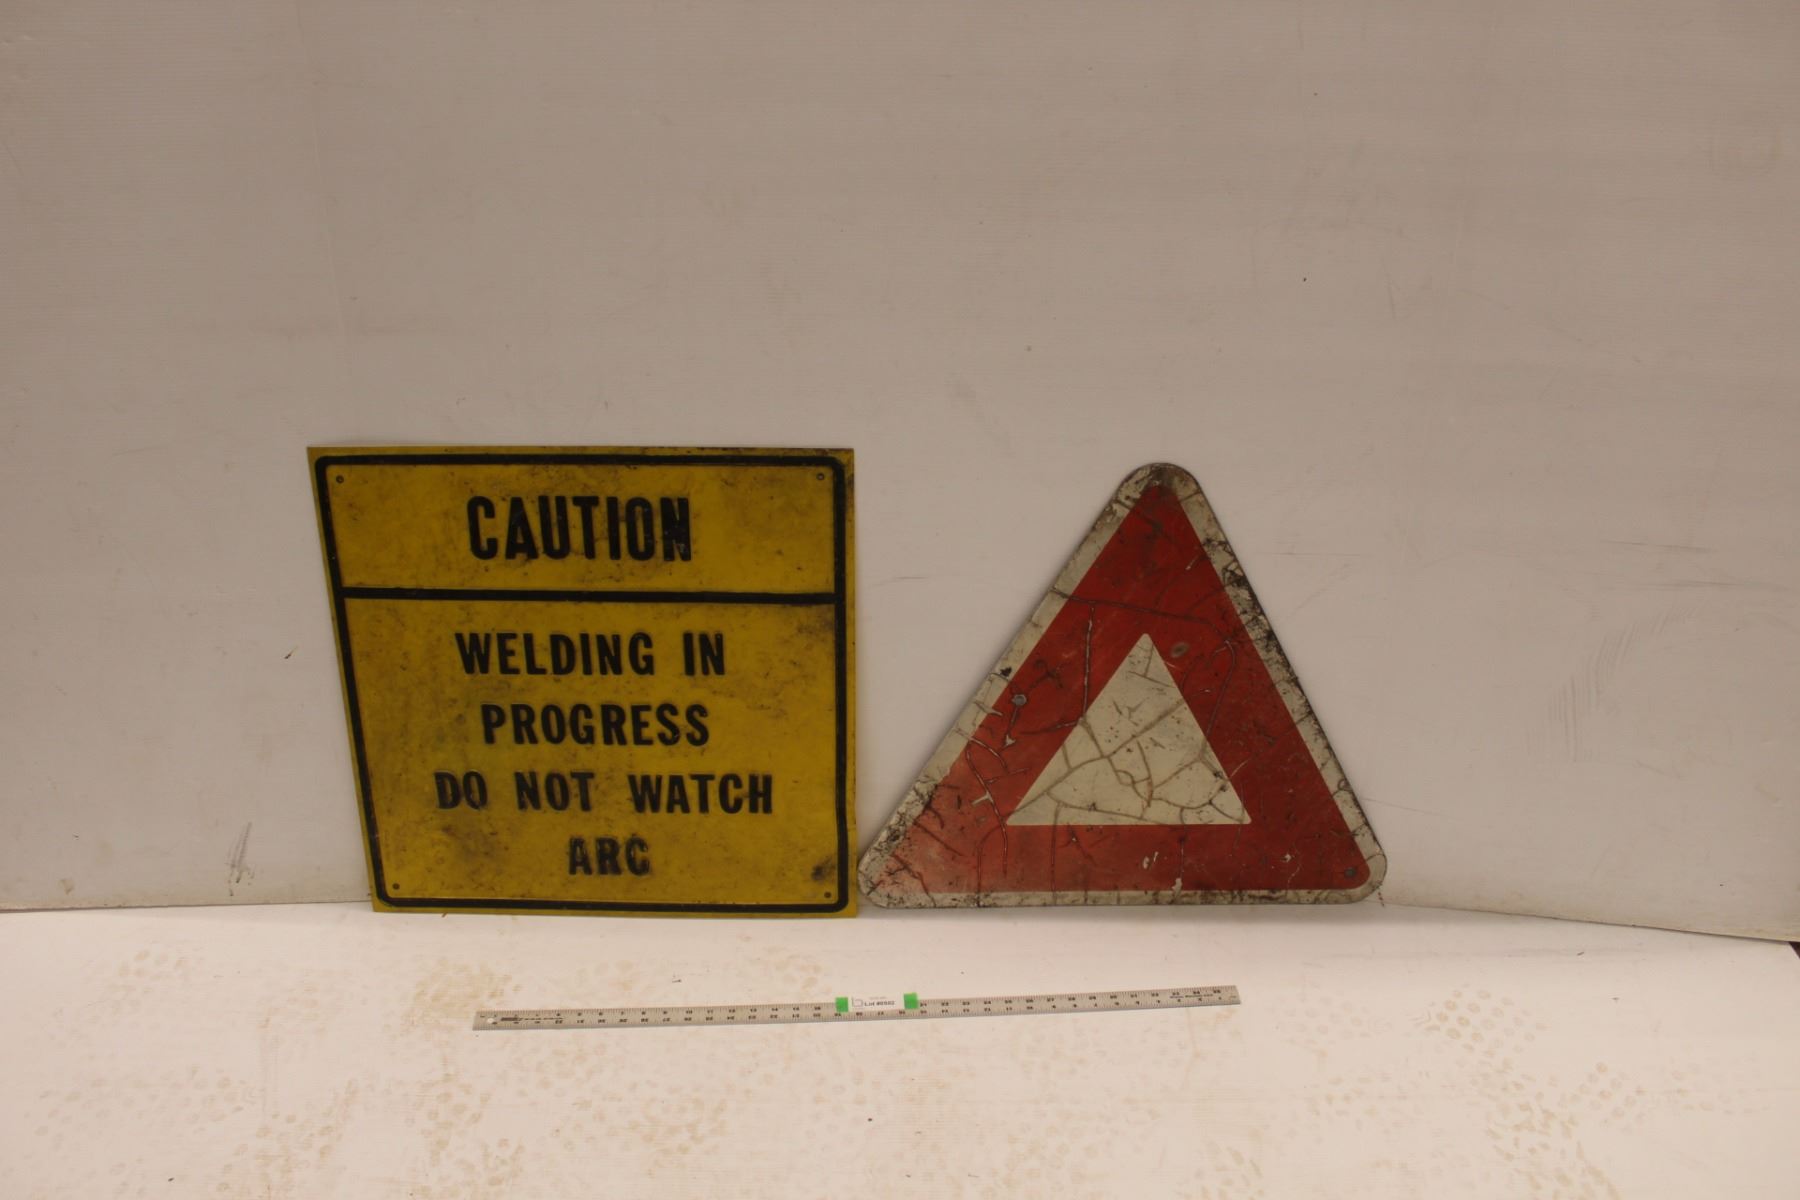 CAUTION
WELDING IN
PROGRESS
DO NOT WATCH
ARC